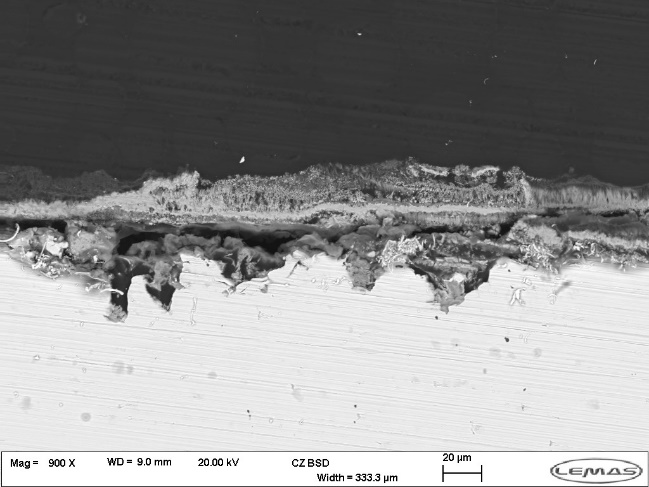 Mag = 900 X WD = 9.0 mm 20.00 kV CZ BSD 20 µm
Width = 333.3 µm
LEMAS